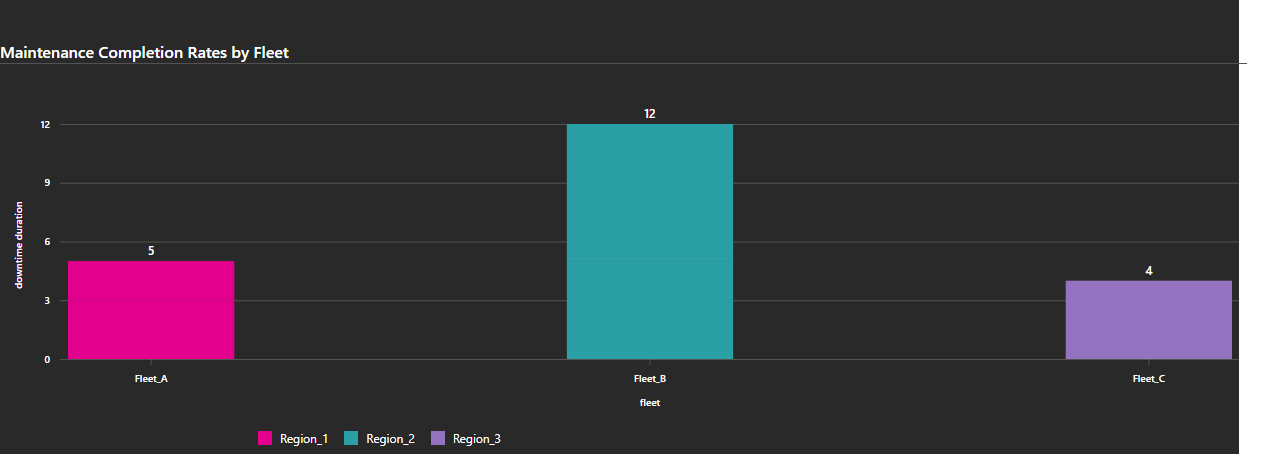 Maintenance Completion Rates by Fleet
12
12
9
6
5
4
3
0
downtime duration
Fleet_A
Fleet_B
Fleet_C
fleet
Region_1
Region_2
Region_3